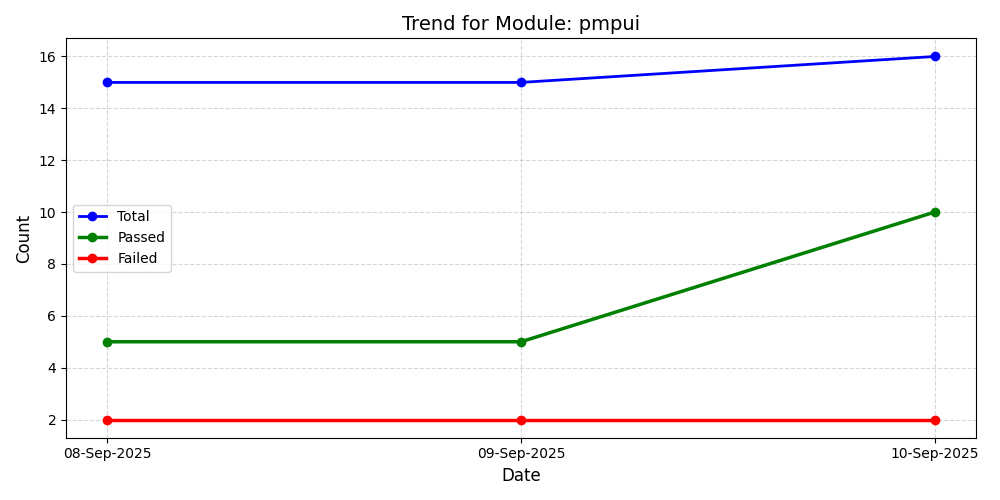 Trend for Module: pmpui
16
14
12
10
8
6
4
2
Count
Total
Passed
Failed
08-Sep-2025
09-Sep-2025
10-Sep-2025
Date